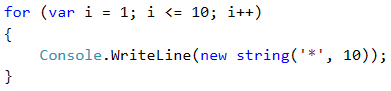 for (var i = 1; i <= 10; i++)
{
    Console.WriteLine(new string('*', 10));
}